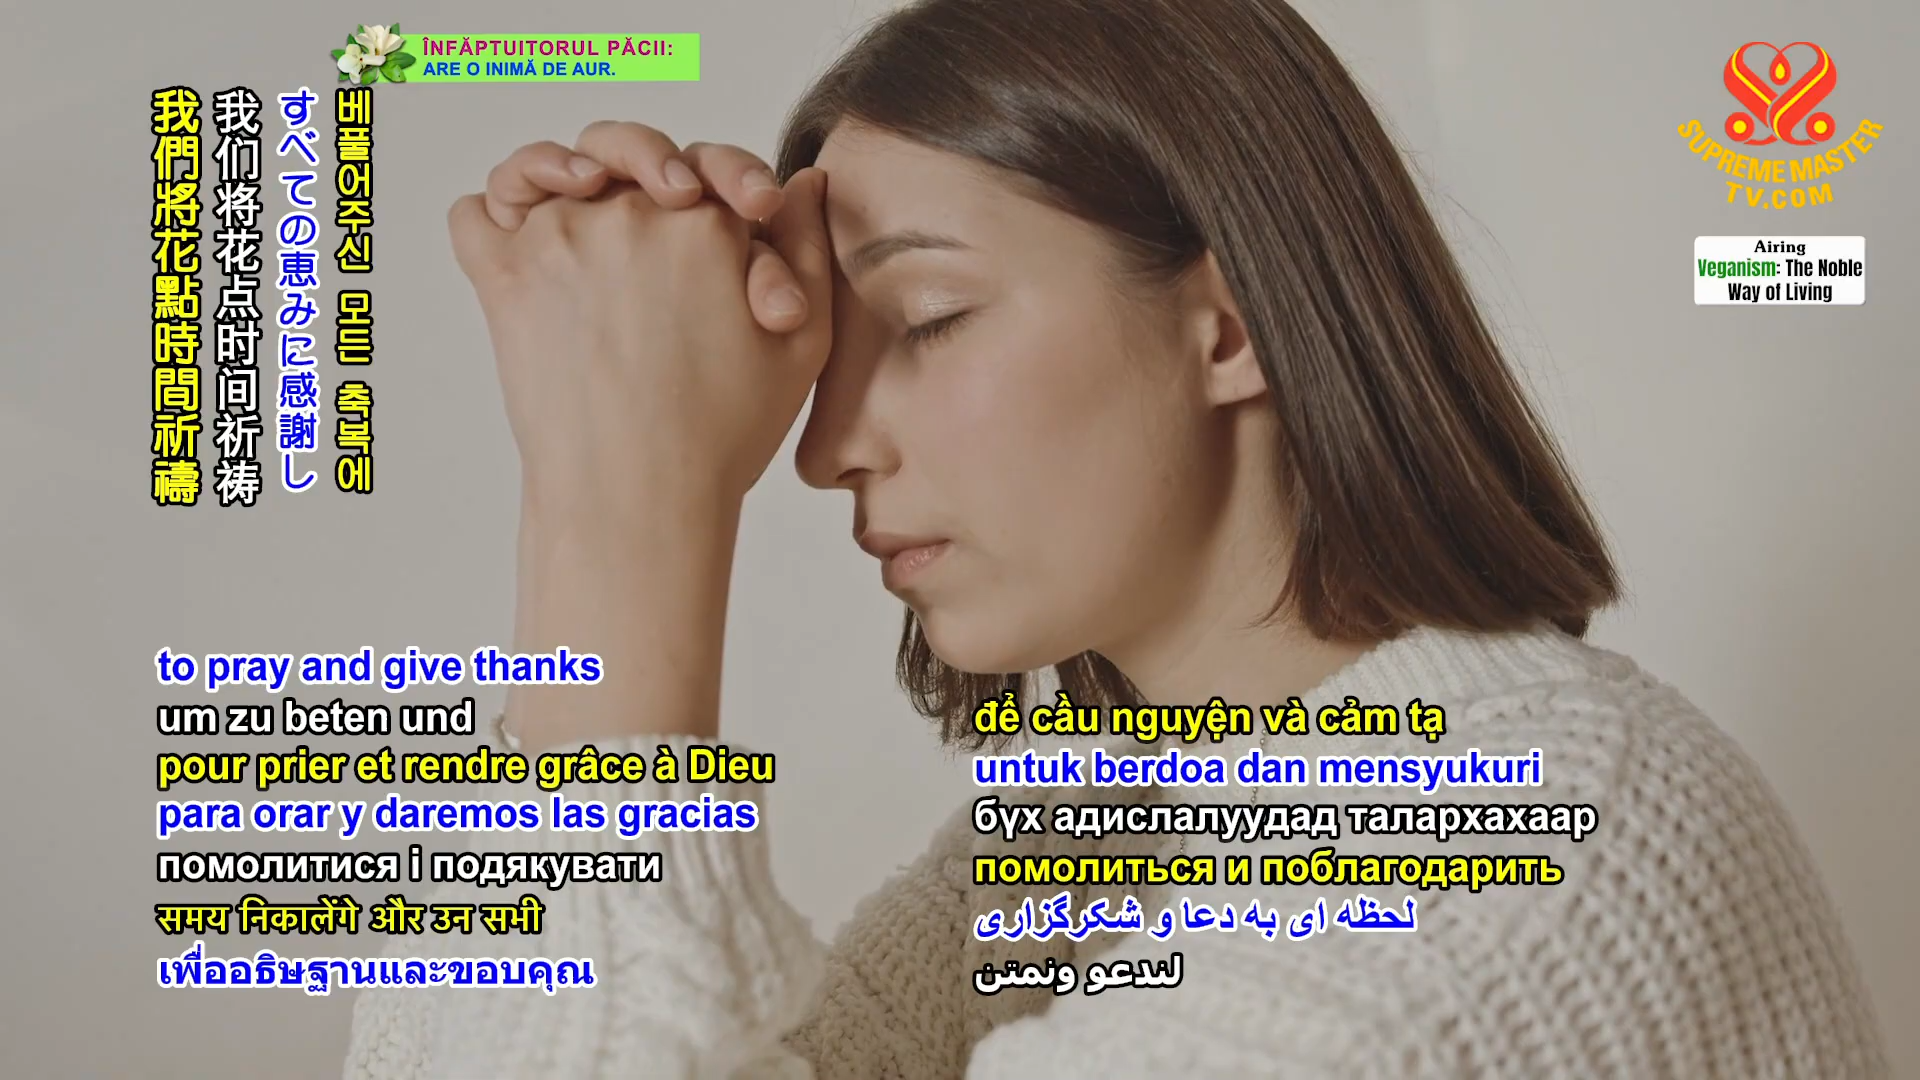 ÎNFĂPTUITORUL PĂCII:
ARE O INIMĂ DE AUR.
SUPREME MASTER
TV.COM
Airing
Veganism: The Noble
Way of Living
베풀어주신 모든 축복에
すべての恵みに感謝し
我们将花点时间祈祷
我們將花點時間祈禱
to pray and give thanks
um zu beten und
pour prier et rendre grâce à Dieu
para orar y daremos las gracias
помолитися і подякувати
समय निकालेंगे और उन सभी
เพื่ออธิษฐานและขอบคุณ
để cầu nguyện và cảm tạ
untuk berdoa dan mensyukuri
бүх адислалуудад талархахаар
помолиться и поблагодарить
لحظه ای به دعا و شکرگزاری
لندعو ونمتن